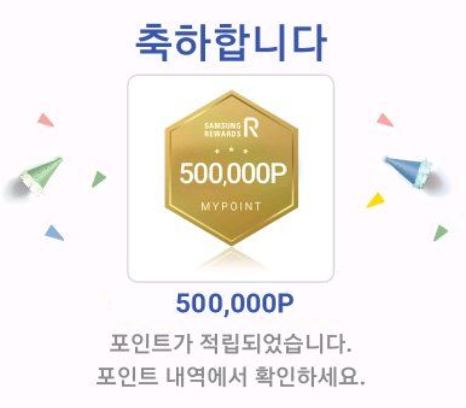 축하합니다
SAMSUNG
REWARDS R
500,000P
MYPOINT
500,000P
포인트가 적립되었습니다.
포인트 내역에서 확인하세요.